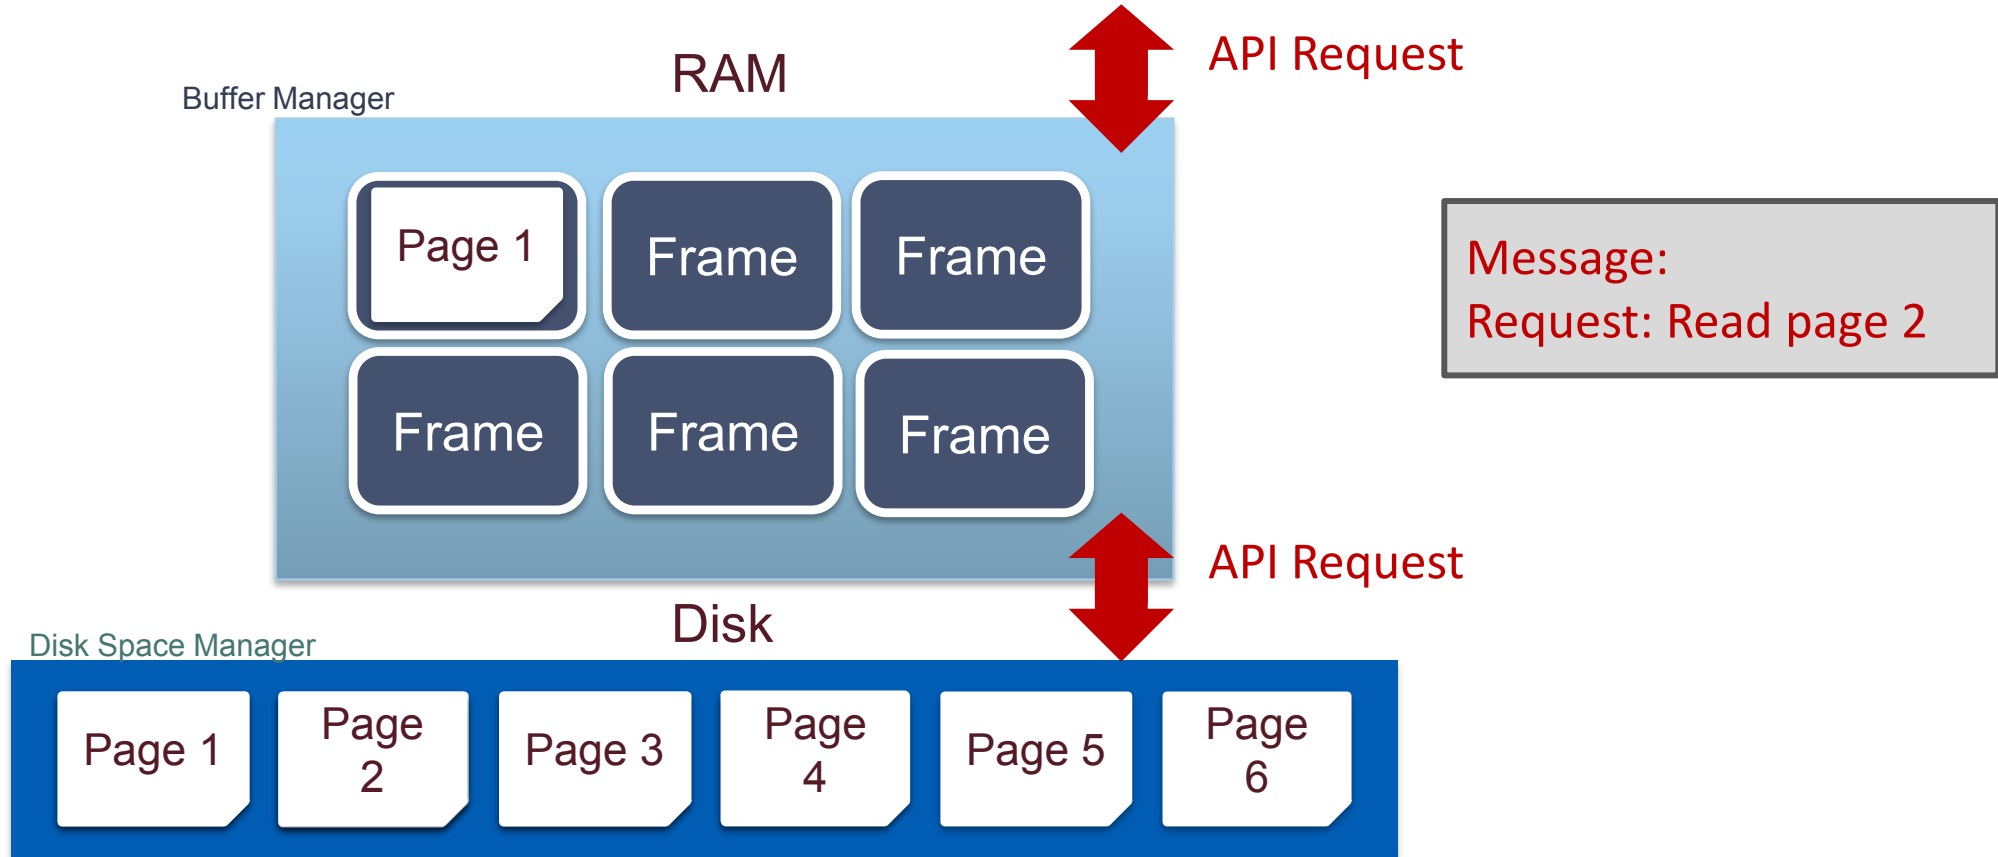 API Request
RAM
Buffer Manager
Page 1
Frame
Frame
Message:
Request: Read page 2
Frame
Frame
Frame
API Request
Disk
Disk Space Manager
Page 1
Page
2
Page 3
Page
4
Page 5
Page
6